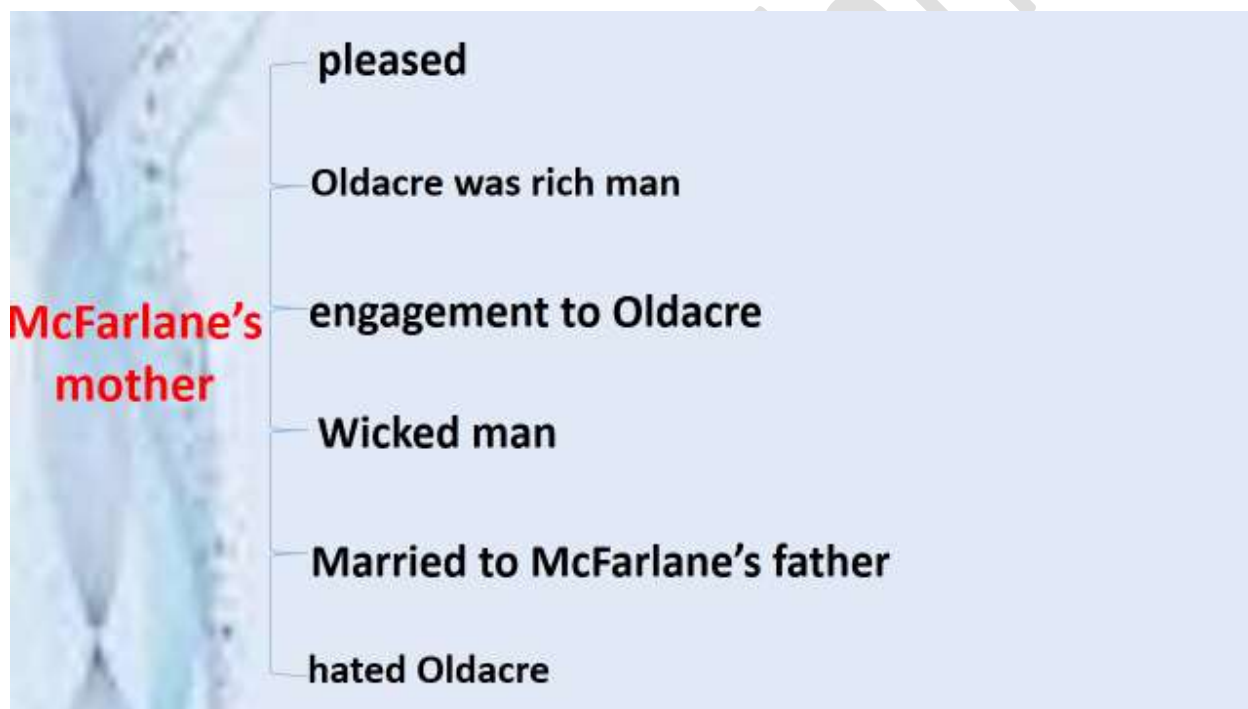 pleased
Oldacre was rich man
engagement to Oldacre
McFarlane's
mother
Wicked man
Married to McFarlane's father
hated Oldacre